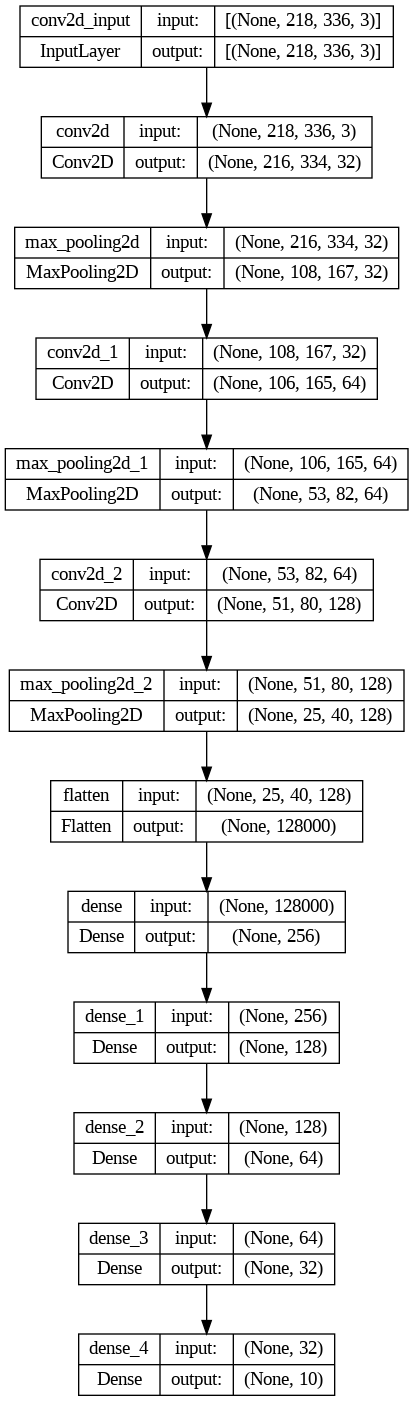 conv2d_input input: [(None, 218, 336, 3)]
InputLayer output: [(None, 218, 336, 3)]
conv2d input: (None, 218, 336, 3)
Conv2D output: (None, 216, 334, 32)
max_pooling2d input: (None, 216, 334, 32)
MaxPooling2D output: (None, 108, 167, 32)
conv2d_1 input: (None, 108, 167, 32)
Conv2D output: (None, 106, 165, 64)
max_pooling2d_1 input: (None, 106, 165, 64)
MaxPooling2D output: (None, 53, 82, 64)
conv2d_2 input: (None, 53, 82, 64)
Conv2D output: (None, 51, 80, 128)
max_pooling2d_2 input: (None, 51, 80, 128)
MaxPooling2D output: (None, 25, 40, 128)
flatten input: (None, 25, 40, 128)
Flatten output: (None, 128000)
dense input: (None, 128000)
Dense output: (None, 256)
dense_1 input: (None, 256)
Dense output: (None, 128)
dense_2 input: (None, 128)
Dense output: (None, 64)
dense_3 input: (None, 64)
Dense output: (None, 32)
dense_4 input: (None, 32)
Dense output: (None, 10)